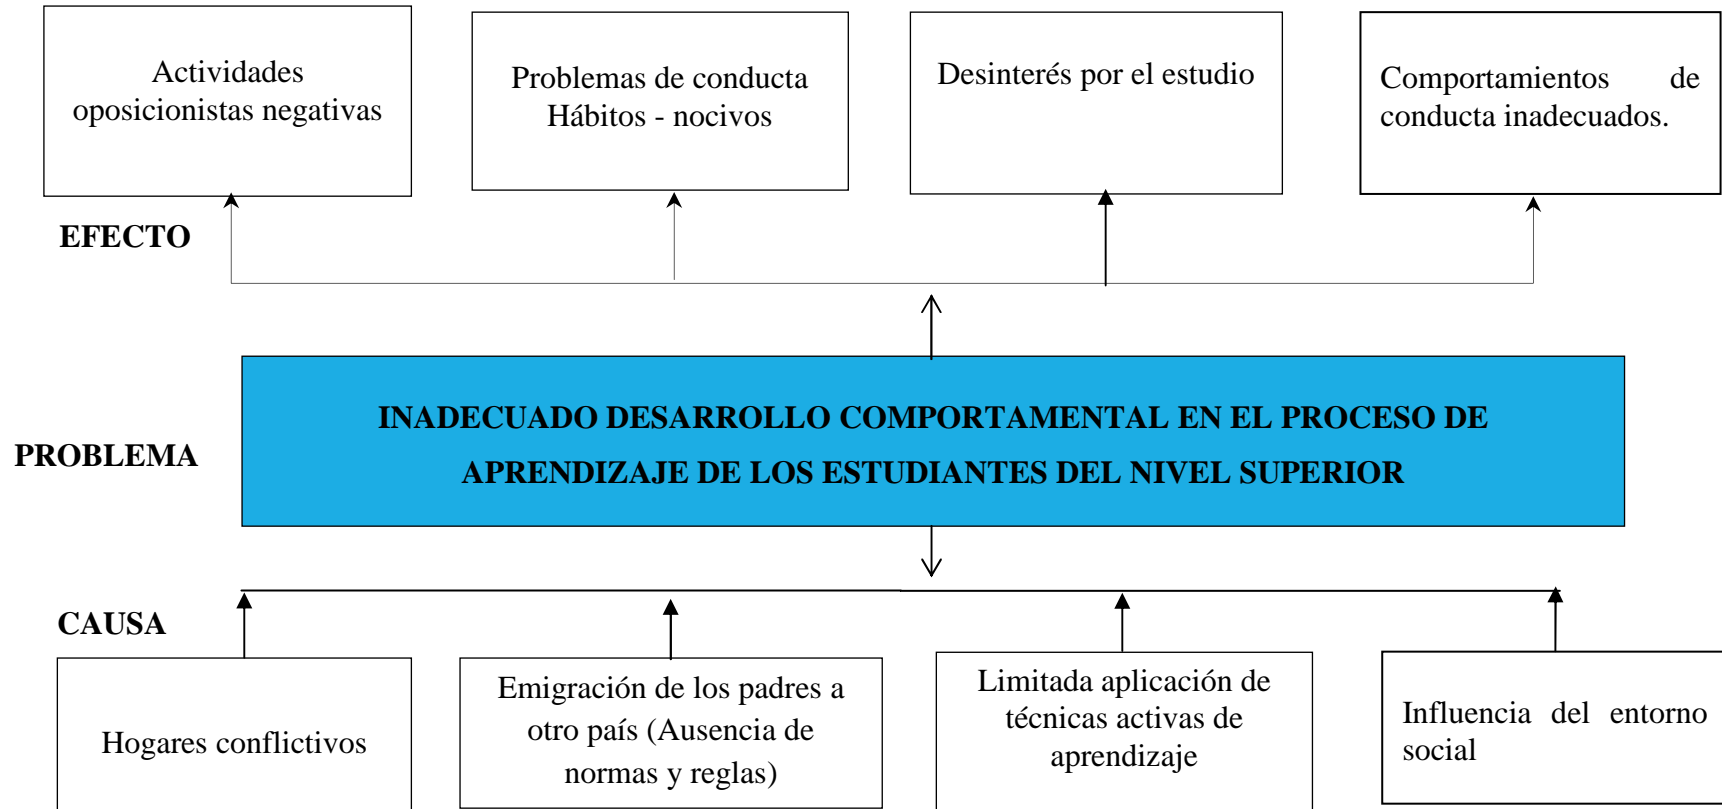 Actividades
oposicionistas negativas
Problemas de conducta
Hábitos - nocivos
Desinterés por el estudio
Comportamientos de
conducta inadecuados.
EFECTO
PROBLEMA
INADECUADO DESARROLLO COMPORTAMENTAL EN EL PROCESO DE
APRENDIZAJE DE LOS ESTUDIANTES DEL NIVEL SUPERIOR
CAUSA
Hogares conflictivos
Emigración de los padres a
otro país (Ausencia de
normas y reglas)
Limitada aplicación de
técnicas activas de
aprendizaje
Influencia del entorno
social